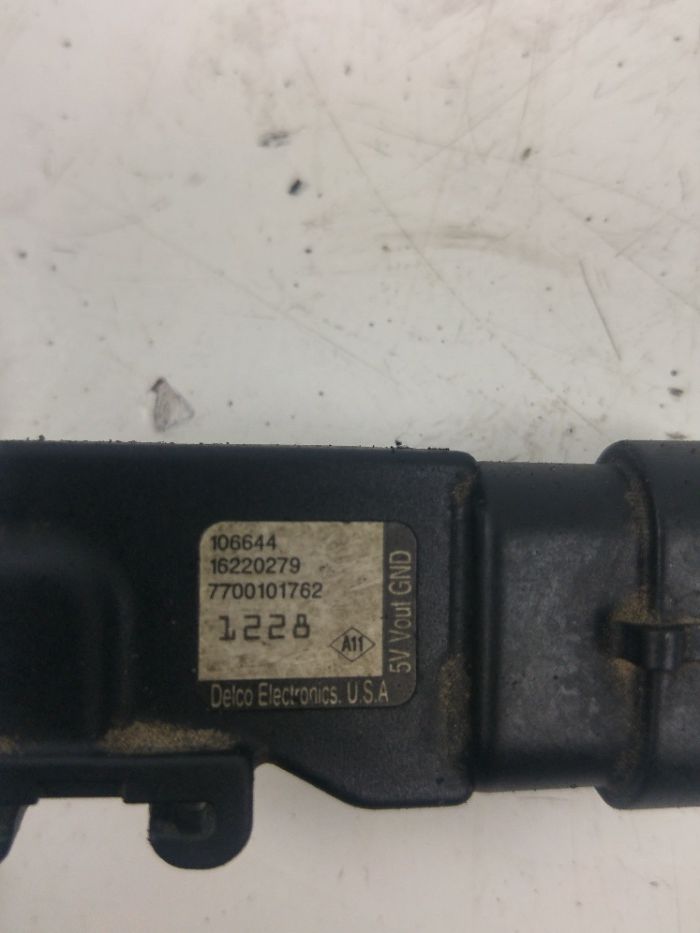 106644
16220279
7700101762
1228
A11
5V Vout GND
Delco Electronics. U.S.A